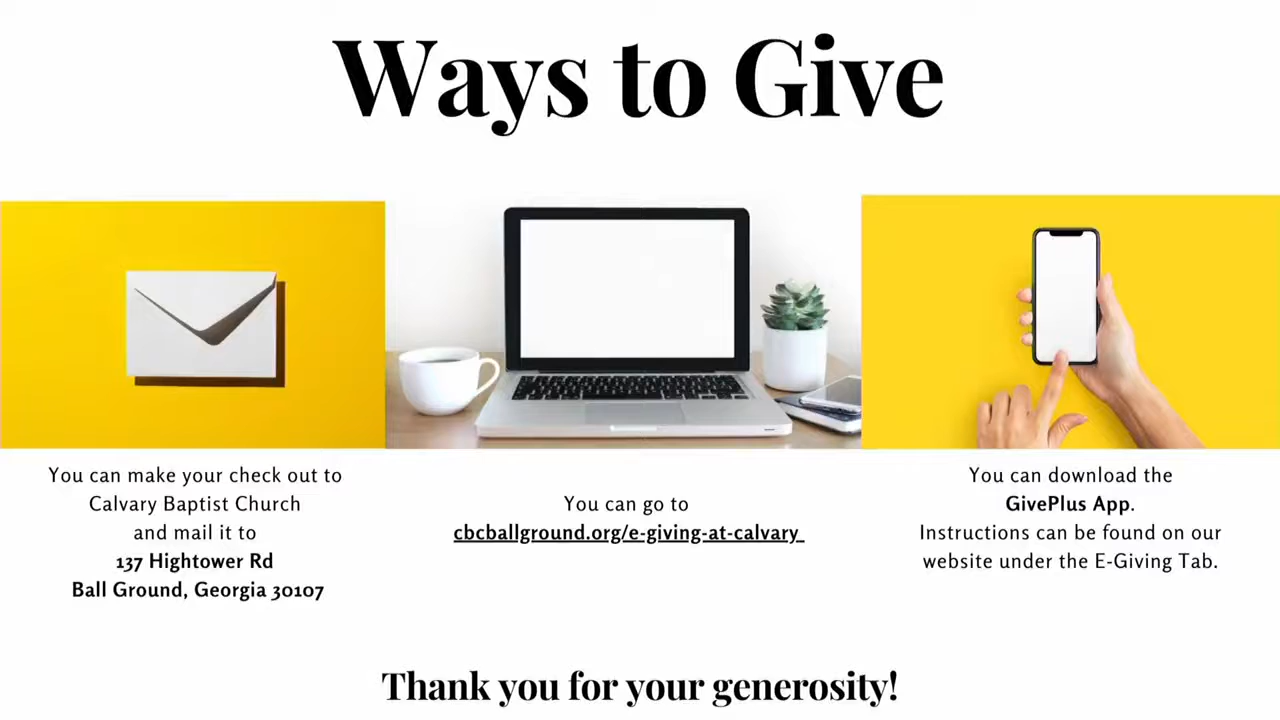 Ways to Give
You can make your check out to
Calvary Baptist Church
and mail it to
137 Hightower Rd
Ball Ground, Georgia 30107
You can go to
cbcballground.org/e-giving-at-calvary
You can download the
GivePlus App.
Instructions can be found on our
website under the E-Giving Tab.
Thank you for your generosity!